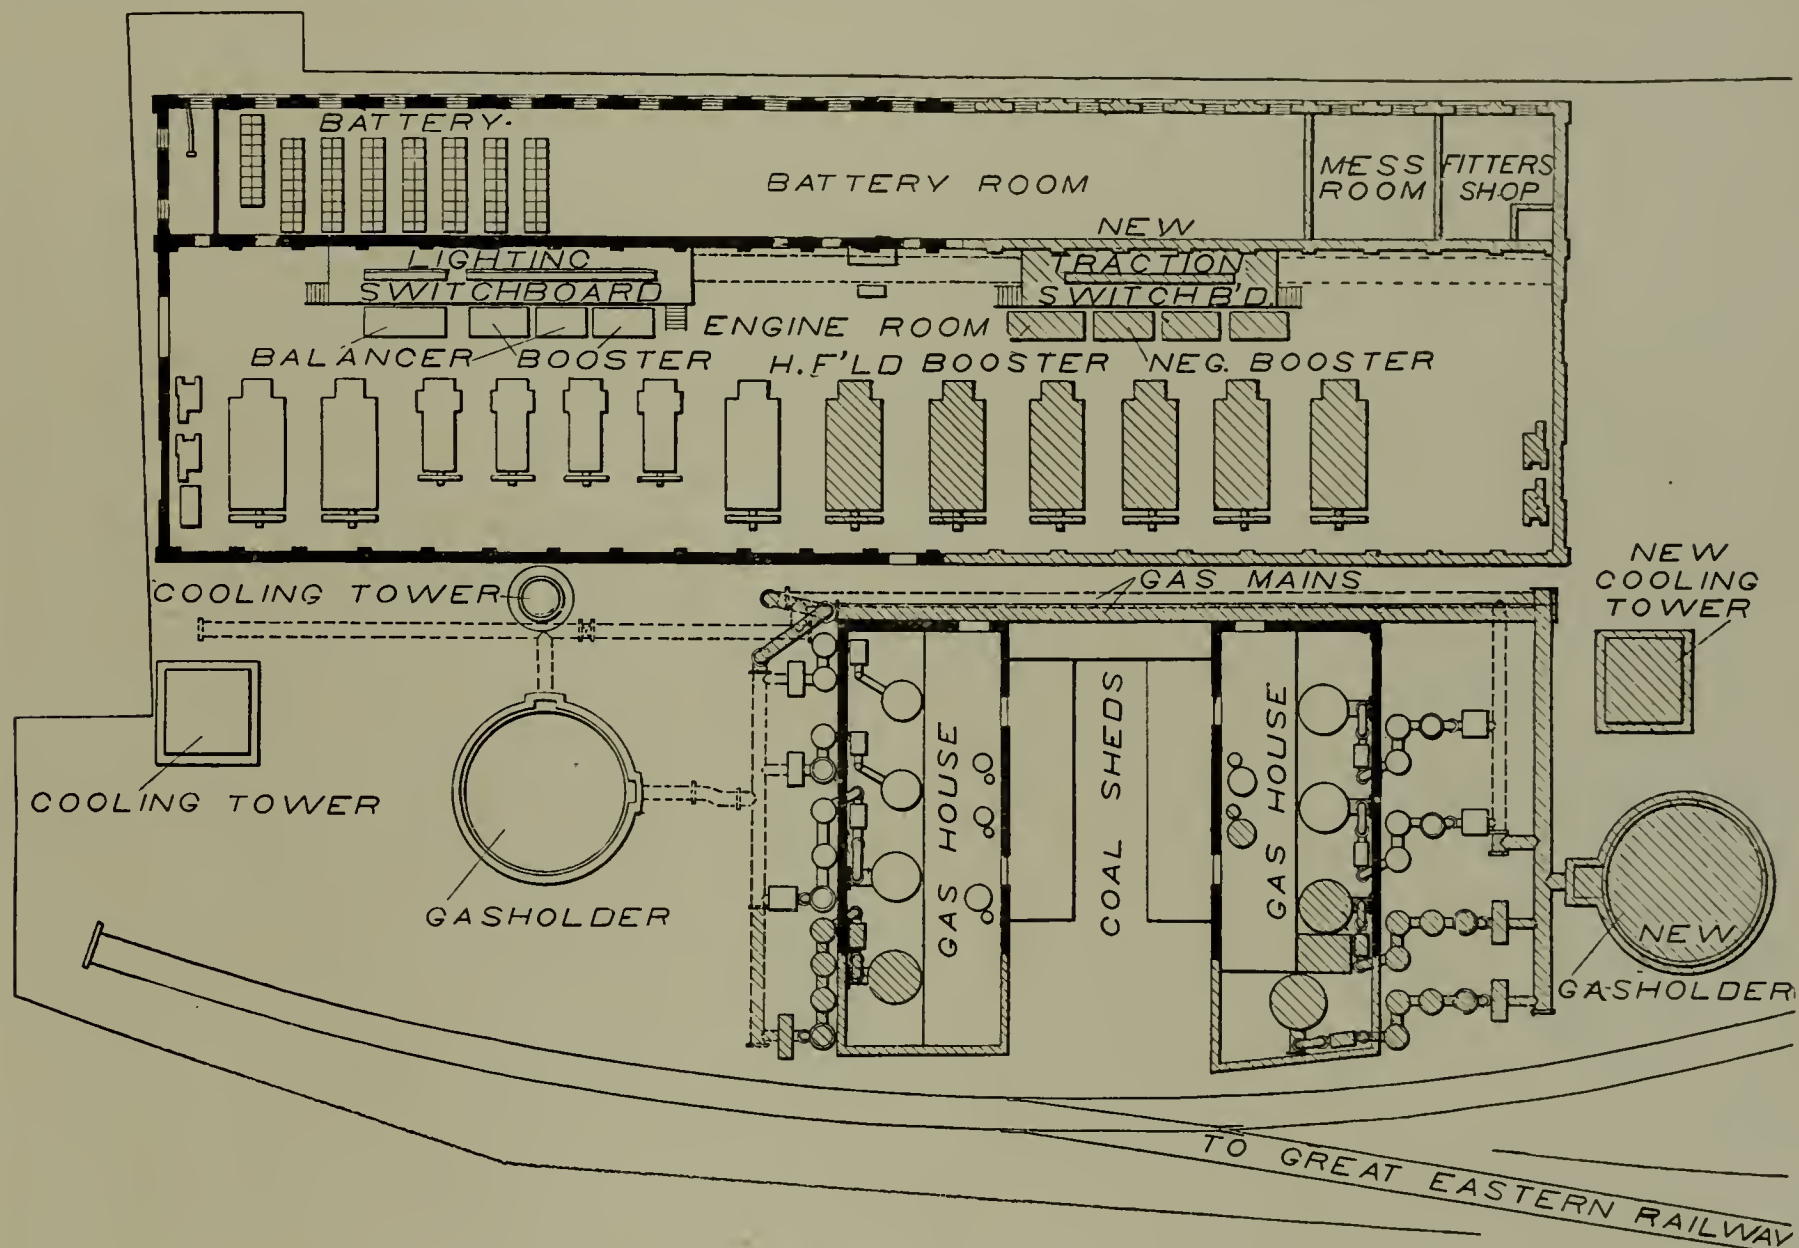 BATTERY.
BATTERY ROOM
MESS
ROOM
FITTERS
SHOP
NEW
LIGHTING
SWITCHBOARD
TRACTION
SWITCHB'D.
ENGINE ROOM
BALANCER
BOOSTER
H.F'LD BOOSTER
NEG. BOOSTER
COOLING TOWER
GAS MAINS
NEW
COOLING
TOWER
COOLING TOWER
GASHOLDER
GAS HOUSE
COAL SHEDS
GAS HOUSE
NEW
GASHOLDER
TO GREAT EASTERN RAILWAY